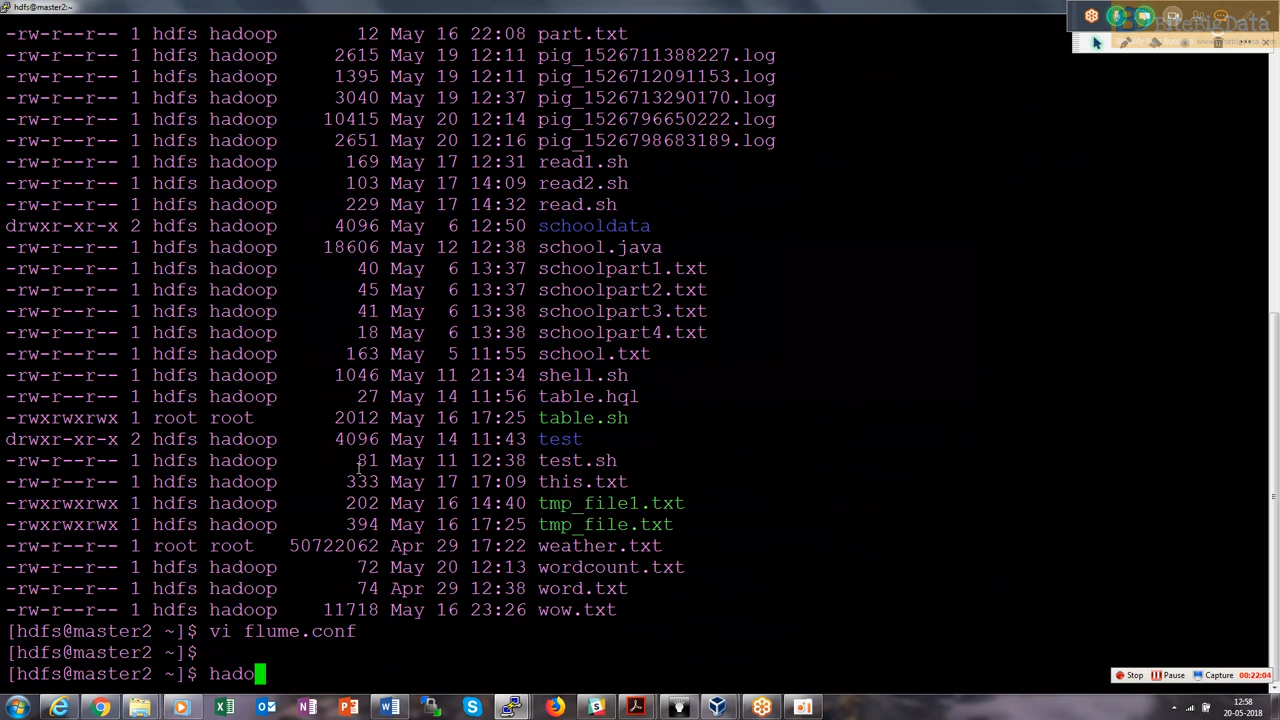 hdfs@master2:~
-rw-r--r-- 1 hdfs hadoop 12 May 16 22:08 part.txt
-rw-r--r-- 1 hdfs hadoop 2615 May 19 12:01 pig_1526711388227.log
-rw-r--r-- 1 hdfs hadoop 1395 May 19 12:11 pig_1526712091153.log
-rw-r--r-- 1 hdfs hadoop 3040 May 19 12:37 pig_1526713290170.log
-rw-r--r-- 1 hdfs hadoop 10415 May 20 12:14 pig_1526796650222.log
-rw-r--r-- 1 hdfs hadoop 2651 May 20 12:16 pig_1526798683189.log
-rw-r--r-- 1 hdfs hadoop 169 May 17 12:31 read1.sh
-rw-r--r-- 1 hdfs hadoop 103 May 17 14:09 read2.sh
-rw-r--r-- 1 hdfs hadoop 229 May 17 14:32 read.sh
drwxr-xr-x 2 hdfs hadoop 4096 May 6 12:50 schooldata
-rw-r--r-- 1 hdfs hadoop 18606 May 12 12:38 school.java
-rw-r--r-- 1 hdfs hadoop 40 May 6 13:37 schoolpart1.txt
-rw-r--r-- 1 hdfs hadoop 45 May 6 13:37 schoolpart2.txt
-rw-r--r-- 1 hdfs hadoop 41 May 6 13:38 schoolpart3.txt
-rw-r--r-- 1 hdfs hadoop 18 May 6 13:38 schoolpart4.txt
-rw-r--r-- 1 hdfs hadoop 163 May 5 11:55 school.txt
-rw-r--r-- 1 hdfs hadoop 1046 May 11 21:34 shell.sh
-rw-r--r-- 1 hdfs hadoop 27 May 14 11:56 table.hql
-rwxrwxrwx 1 root root 2012 May 16 17:25 table.sh
drwxr-xr-x 2 hdfs hadoop 4096 May 14 11:43 test
-rw-r--r-- 1 hdfs hadoop 81 May 11 12:38 test.sh
-rw-r--r-- 1 hdfs hadoop 333 May 17 17:09 this.txt
-rwxrwxrwx 1 hdfs hadoop 202 May 16 14:40 tmp_file1.txt
-rwxrwxrwx 1 hdfs hadoop 394 May 16 17:25 tmp_file.txt
-rw-r--r-- 1 root root 50722062 Apr 29 17:22 weather.txt
-rw-r--r-- 1 hdfs hadoop 72 May 20 12:13 wordcount.txt
-rw-r--r-- 1 hdfs hadoop 74 Apr 29 12:38 word.txt
-rw-r--r-- 1 hdfs hadoop 11718 May 16 23:26 wow.txt
[hdfs@master2 ~]$ vi flume.conf
[hdfs@master2 ~]$
[hdfs@master2 ~]$ hado
BiteBigData
Stop Pause Capture 00:22:04
12:58
20-05-2018